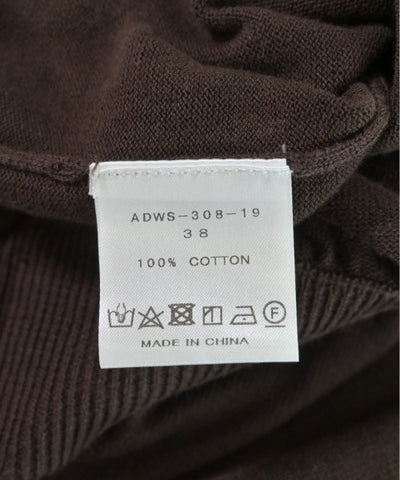 ADWS-308-19
38
100% COTTON
F
MADE IN CHINA